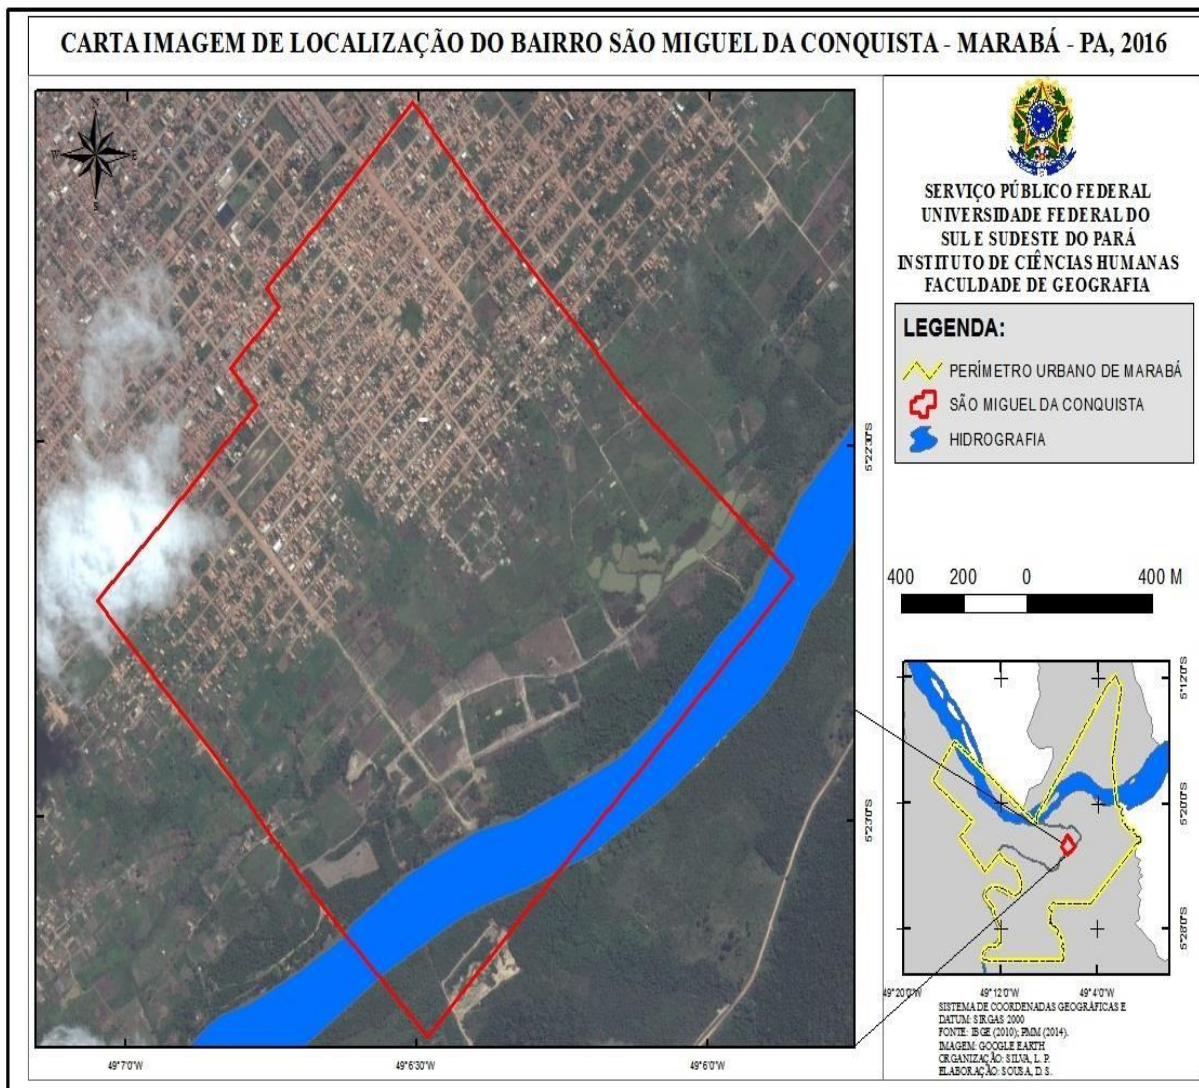 CARTA IMAGEM DE LOCALIZAÇÃO DO BAIRRO SÃO MIGUEL DA CONQUISTA - MARABÁ - PA, 2016
N
W E
S
SERVIÇO PÚBLICO FEDERAL
UNIVERSIDADE FEDERAL DO
SUL E SUDESTE DO PARÁ
INSTITUTO DE CIÊNCIAS HUMANAS
FACULDADE DE GEOGRAFIA
LEGENDA:
PERÍMETRO URBANO DE MARABÁ
SÃO MIGUEL DA CONQUISTA
HIDROGRAFIA
5°22'30"S
5°23'0"S
49°7'0"W
49°6'30"W
49°6'0"W
400 200 0 400 M
5°12'0"S
5°20'0"S
5°28'0"S
49°20'0"W
49°12'0"W
49°4'0"W
SISTEMA DE COORDENADAS GEOGRÁFICAS E
DATUM: SIRGAS 2000
FONTE: IBGE (2010); PMM (2014).
IMAGEM: GOOGLE EARTH
ORGANIZAÇÃO: SILVA, L. P.
ELABORAÇÃO: SOUSA, D. S.